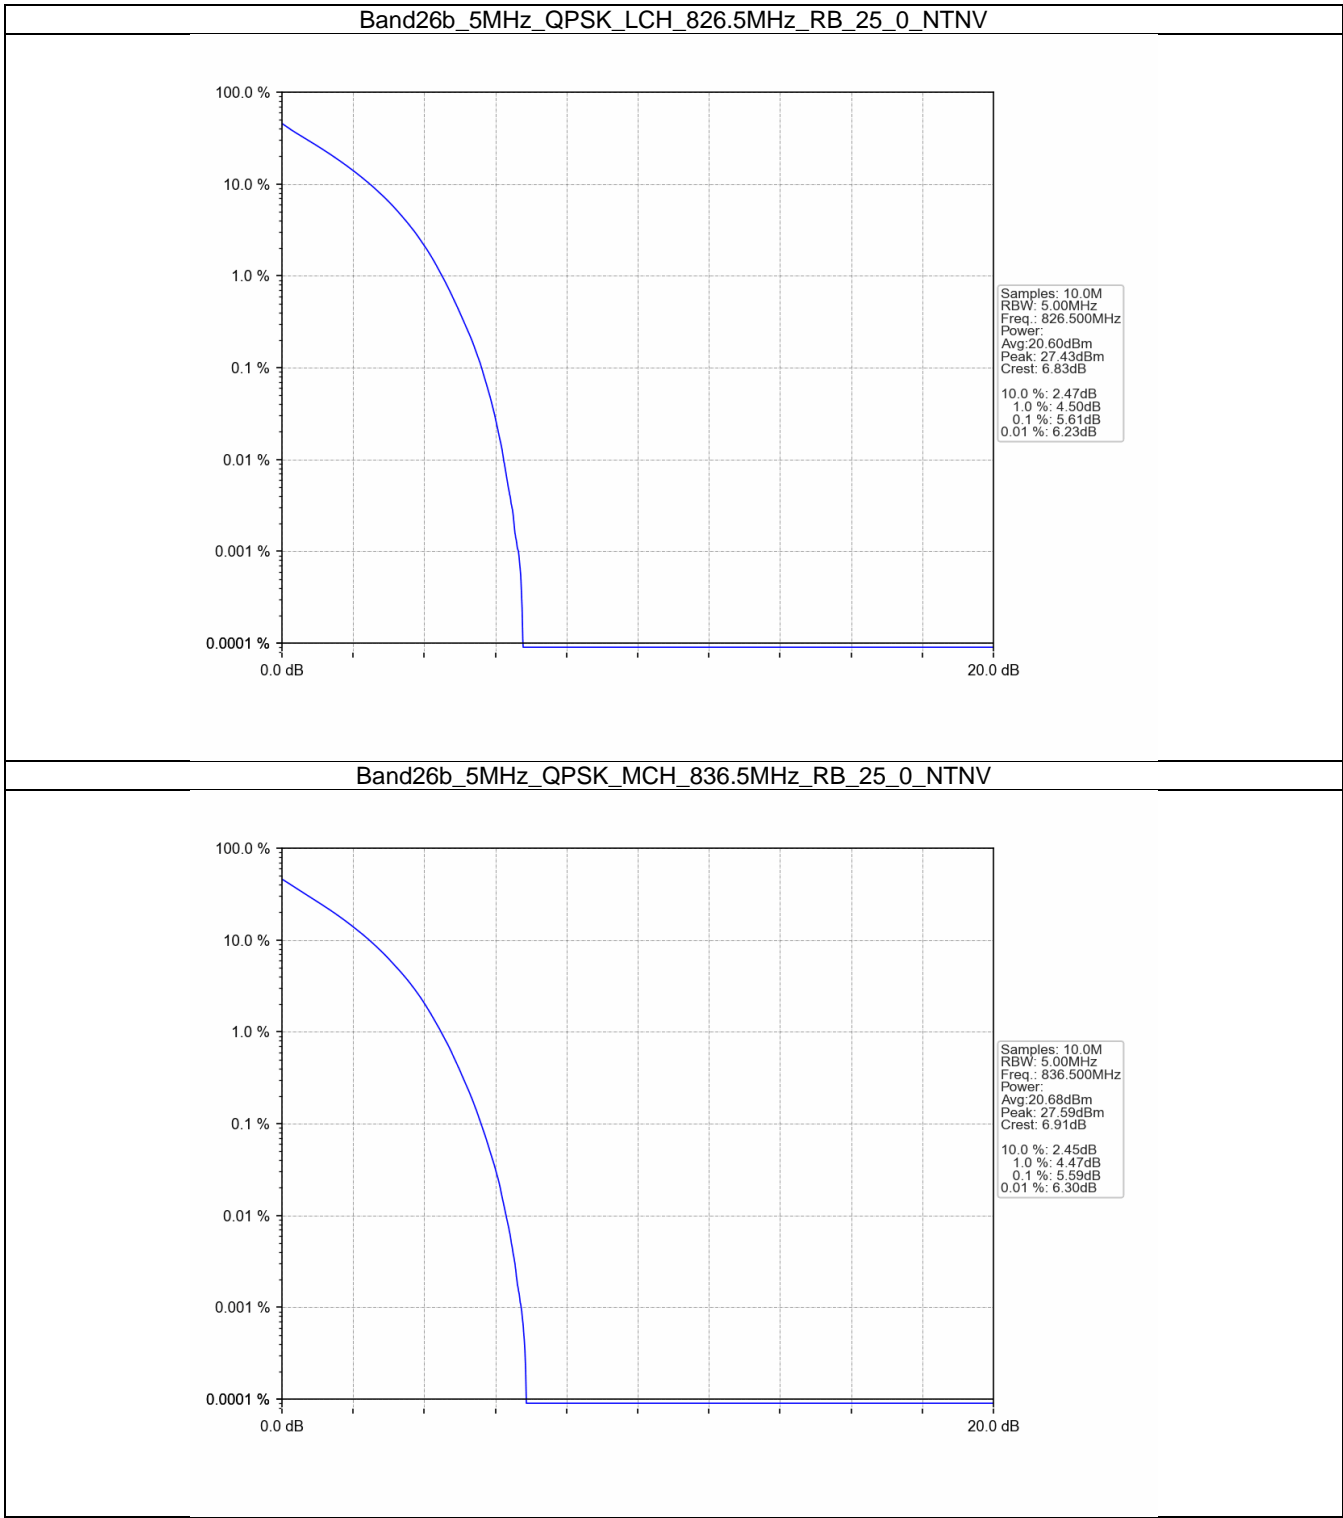 Band26b_5MHz_QPSK_LCH_826.5MHz_RB_25_0_NTNV
100.0 %
10.0 %
1.0 %
0.1 %
0.01 %
0.001 %
0.0001 %
0.0 dB
20.0 dB
Samples: 10.0M
RBW: 5.00MHz
Freq.: 826.500MHz
Power:
Avg:20.60dBm
Peak: 27.43dBm
Crest: 6.83dB
10.0 %: 2.47dB
1.0 %: 4.50dB
0.1 %: 5.61dB
0.01 %: 6.23dB
Band26b_5MHz_QPSK_MCH_836.5MHz_RB_25_0_NTNV
100.0 %
10.0 %
1.0 %
0.1 %
0.01 %
0.001 %
0.0001 %
0.0 dB
20.0 dB
Samples: 10.0M
RBW: 5.00MHz
Freq.: 836.500MHz
Power:
Avg:20.68dBm
Peak: 27.59dBm
Crest: 6.91dB
10.0 %: 2.45dB
1.0 %: 4.47dB
0.1 %: 5.59dB
0.01 %: 6.30dB